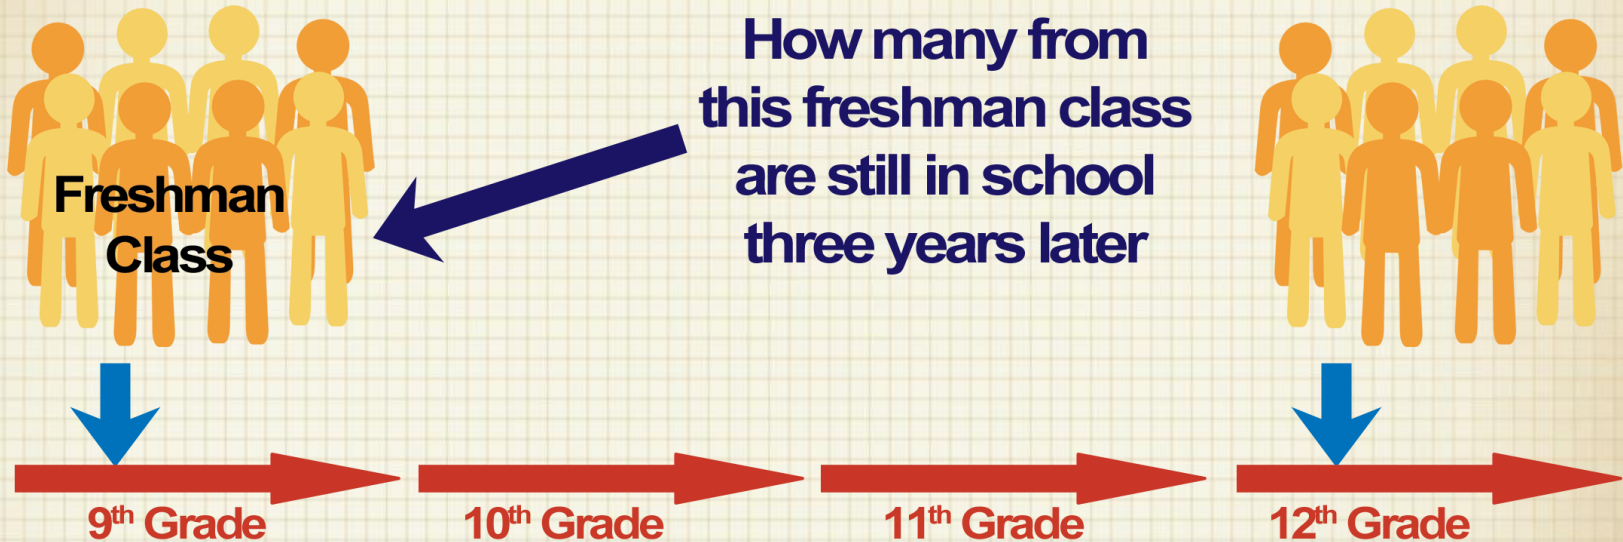 How many from
this freshman class
are still in school
three years later
Freshman
Class
9th Grade
10th Grade
11th Grade
12th Grade